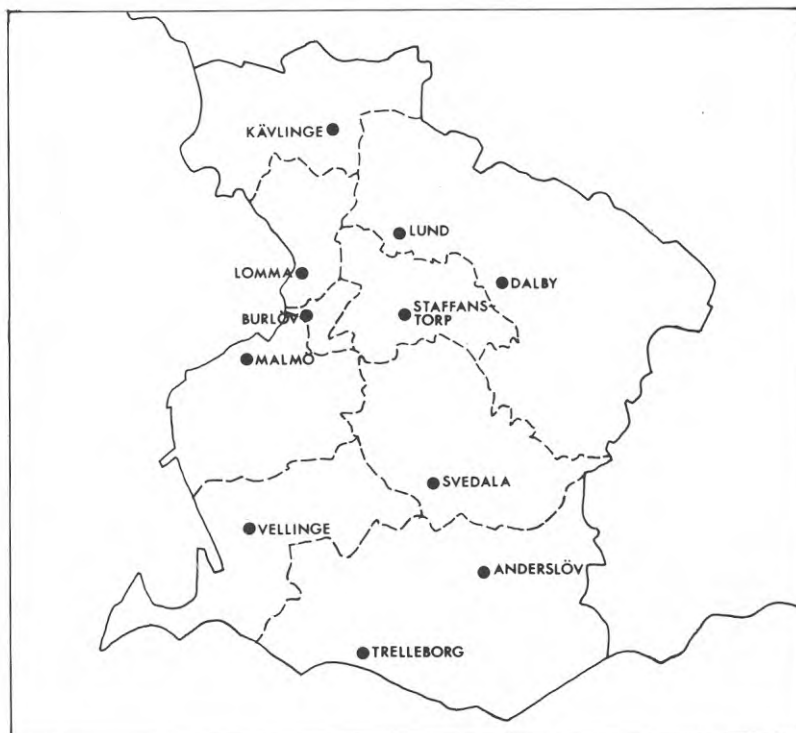 KÄVLINGE
LUND
LOMMA
DALBY
BURLÖV
STAFFANS-
TORP
MALMÖ
SVEDALA
VELLINGE
ANDERSLÖV
TRELLEBORG